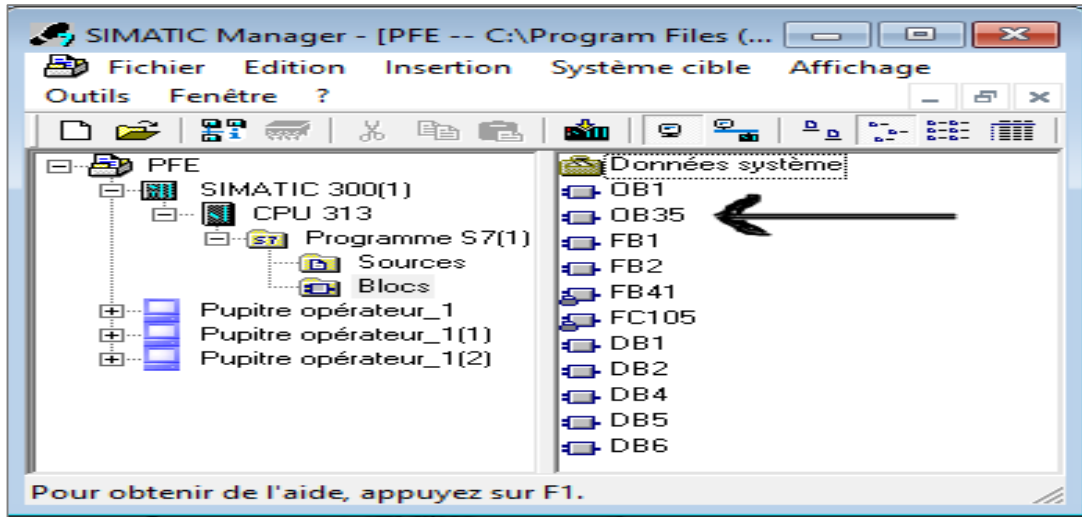 SIMATIC Manager - [PFE -- C:\Program Files (...
Fichier Edition Insertion Système cible Affichage
Outils Fenêtre ?
PFE
SIMATIC 300(1)
CPU 313
Programme S7(1)
Sources
Blocs
Pupitre opérateur_1
Pupitre opérateur_1(1)
Pupitre opérateur_1(2)
Données système
OB1
OB35
FB1
FB2
FB41
FC105
DB1
DB2
DB4
DB5
DB6
Pour obtenir de l'aide, appuyez sur F1.